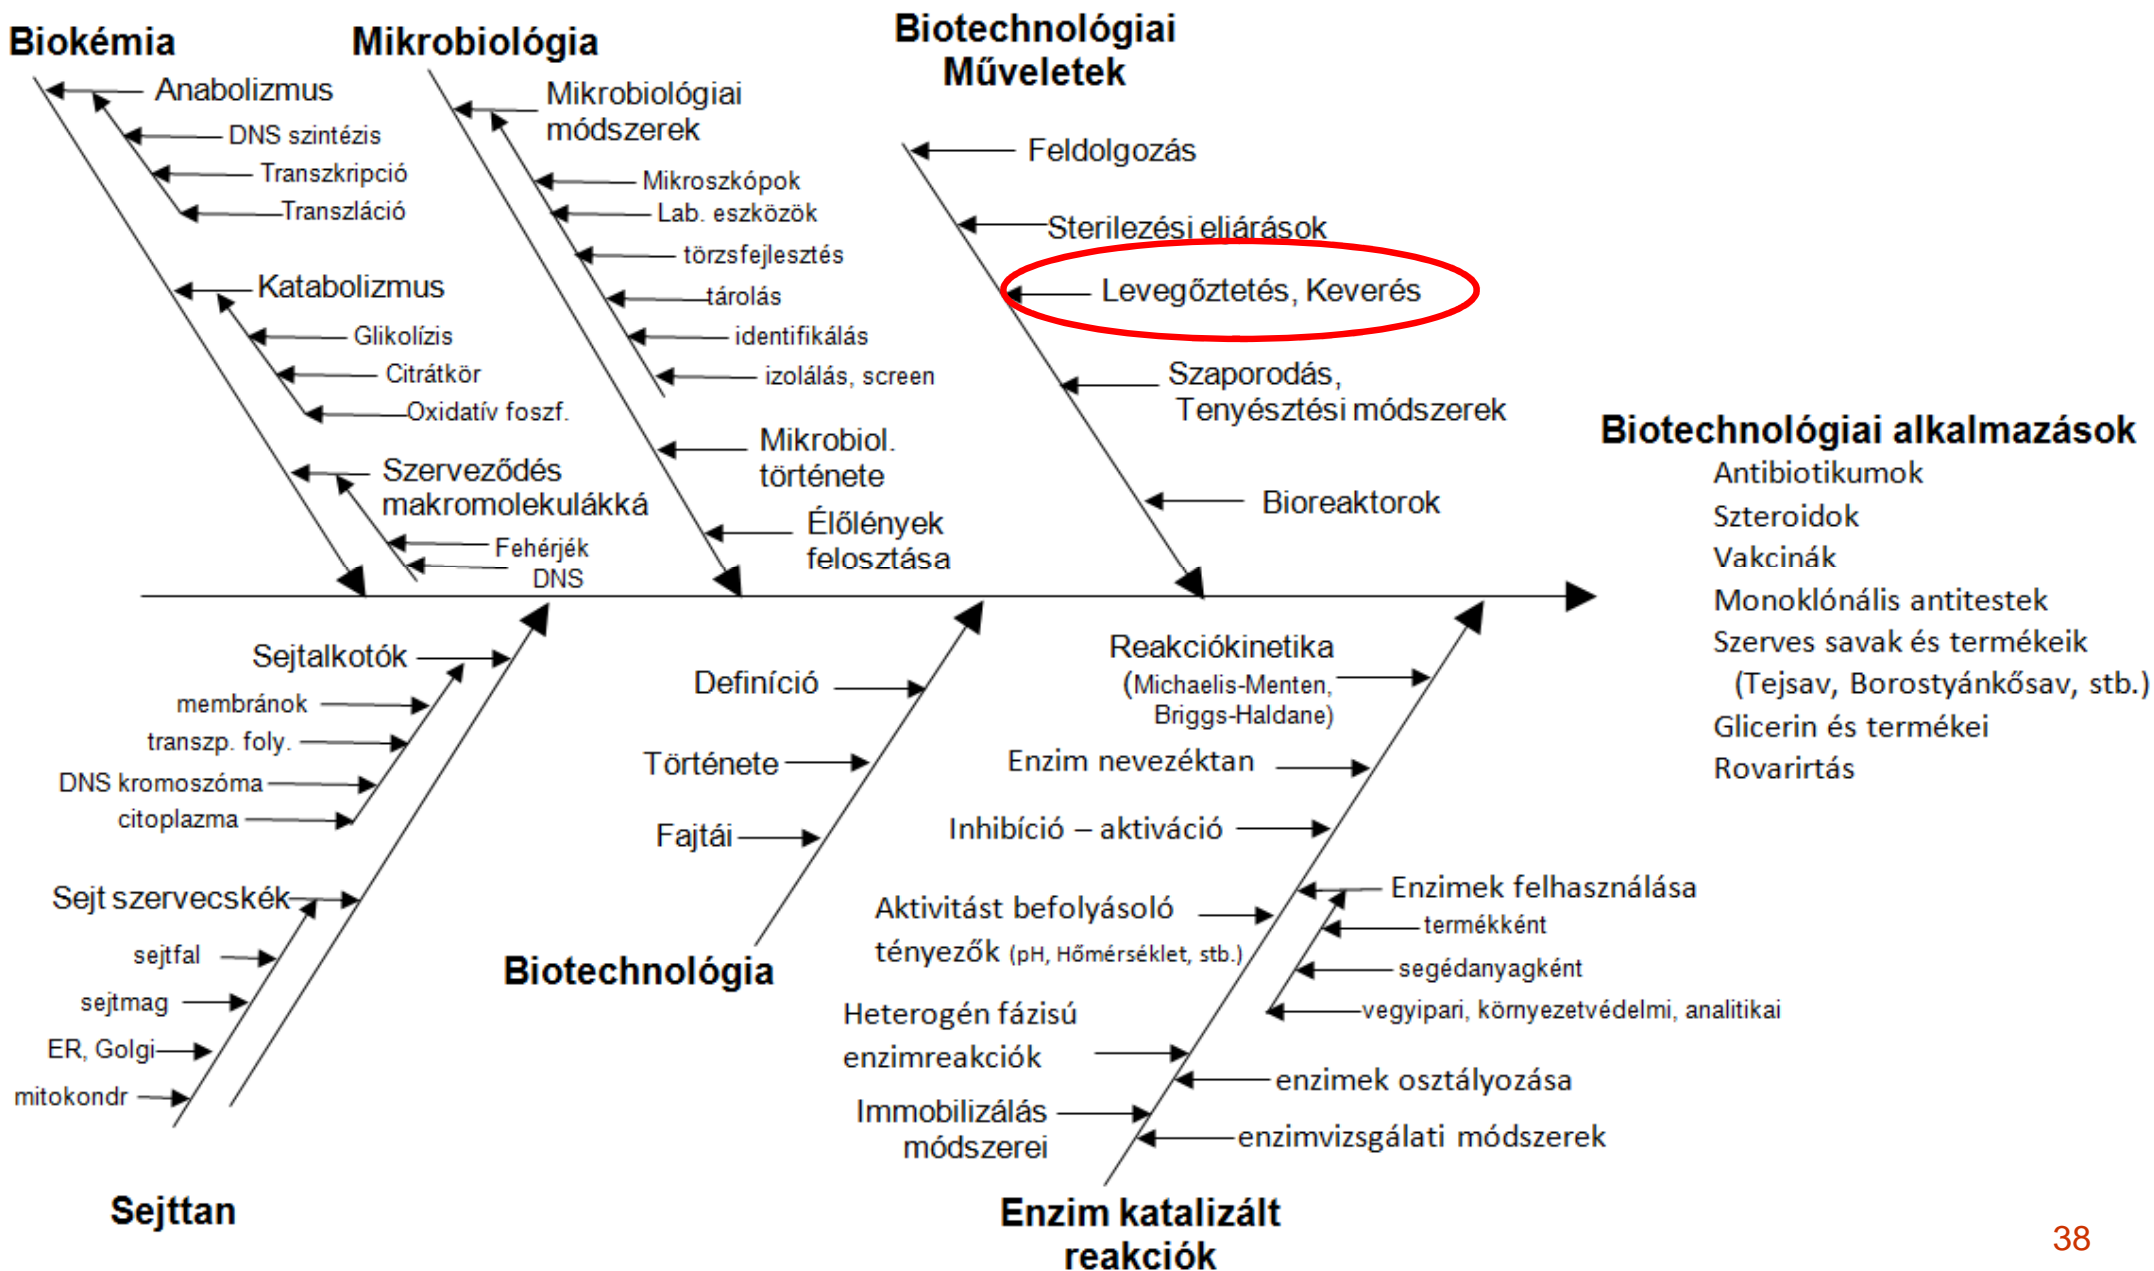 Biokémia
Anabolizmus
DNS szintézis
Transzkripció
Transzláció
Katabolizmus
Glikolízis
Citrátkör
Oxidatív foszf.
Szerveződés
makromolekulákká
Fehérjék
DNS
Mikrobiológia
Mikrobiológiai
módszerek
Mikroszkópok
Lab. eszközök
törzsfejlesztés
tárolás
identifikálás
izolálás, screen
Mikrobiol.
története
Élőlények
felosztása
Biotechnológiai
Műveletek
Feldolgozás
Sterilezési eljárások
Levegőztetés, Keverés
Szaporodás,
Tenyésztési módszerek
Bioreaktorok
Biotechnológiai alkalmazások
Antibiotikumok
Szteroidok
Vakcinák
Monoklónális antitestek
Szerves savak és termékeik
(Tejsav, Borostyánkősav, stb.)
Glicerin és termékei
Rovarirtás
Sejtalkotók
membránok
transzp. foly.
DNS kromoszóma
citoplazma
Sejt szervecskék
sejtfal
sejtmag
ER, Golgi
mitokondr
Sejttan
Definíció
Története
Fajtái
Biotechnológia
Reakciókinetika
(Michaelis-Menten,
Briggs-Haldane)
Enzim nevezéktan
Inhibíció – aktiváció
Aktivitást befolyásoló
tényezők (pH, Hőmérséklet, stb.)
Heterogén fázisú
enzimreakciók
Immobilizálás
módszerei
Enzimek felhasználása
termékként
segédanyagként
vegyipari, környezetvédelmi, analitikai
enzimek osztályozása
enzimvizsgálati módszerek
Enzim katalizált
reakciók
38